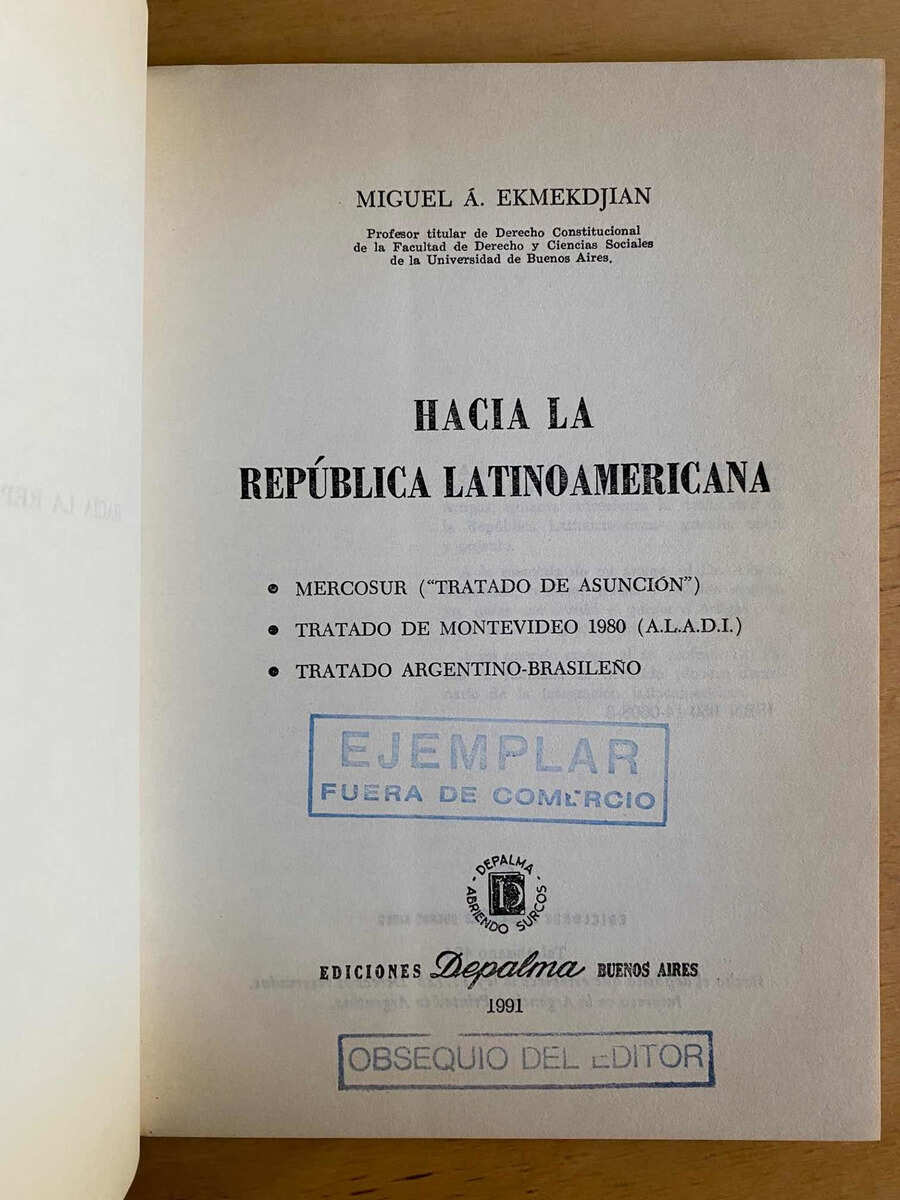 MIGUEL Á. EKMEKDJIAN
Profesor titular de Derecho Constitucional
de la Facultad de Derecho y Ciencias Sociales
de la Universidad de Buenos Aires.
HACIA LA
REPÚBLICA LATINOAMERICANA
• MERCOSUR ("TRATADO DE ASUNCIÓN")
• TRATADO DE MONTEVIDEO 1980 (A.L.A.D.I.)
• TRATADO ARGENTINO-BRASILEÑO
EJEMPLAR
FUERA DE COMERCIO
- DEPALMA -
D
ABRIENDO SURCOS
EDICIONES Depalma BUENOS AIRES
1991
OBSEQUIO DEL EDITOR